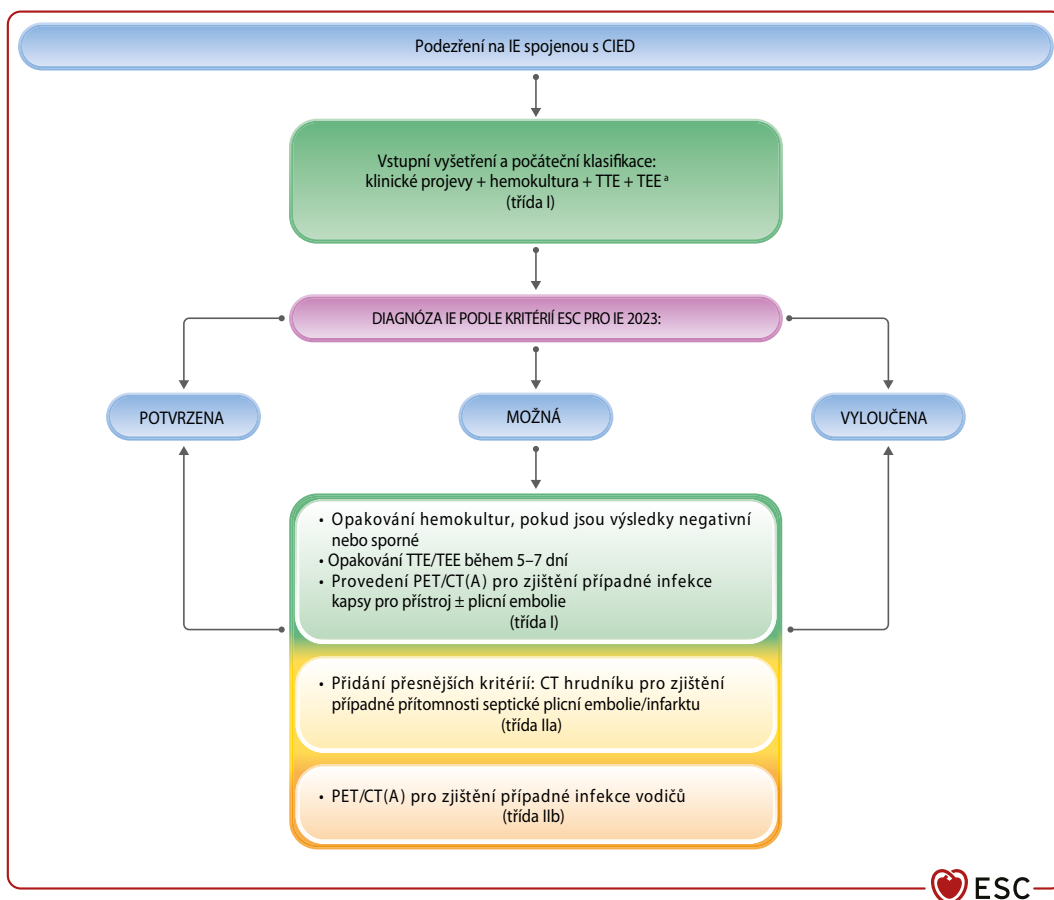 Podezření na IE spojenou s CIED
Vstupní vyšetření a počáteční klasifikace:
klinické projevy + hemokultura + TTE + TEE ª
(třída I)
DIAGNÓZA IE PODLE KRITÉRIÍ ESC PRO IE 2023:
POTVRZENA
MOŽNÁ
VYLOUČENA
• Opakování hemokultur, pokud jsou výsledky negativní
nebo sporné
• Opakování TTE/TEE během 5–7 dní
• Provedení PET/CT(A) pro zjištění případné infekce
kapsy pro přístroj ± plicní embolie
(třída I)
• Přidání přesnějších kritérií: CT hrudníku pro zjištění
případné přítomnosti septické plicní embolie/infarktu
(třída IIa)
• PET/CT(A) pro zjištění případné infekce vodičů
(třída IIb)
ESC